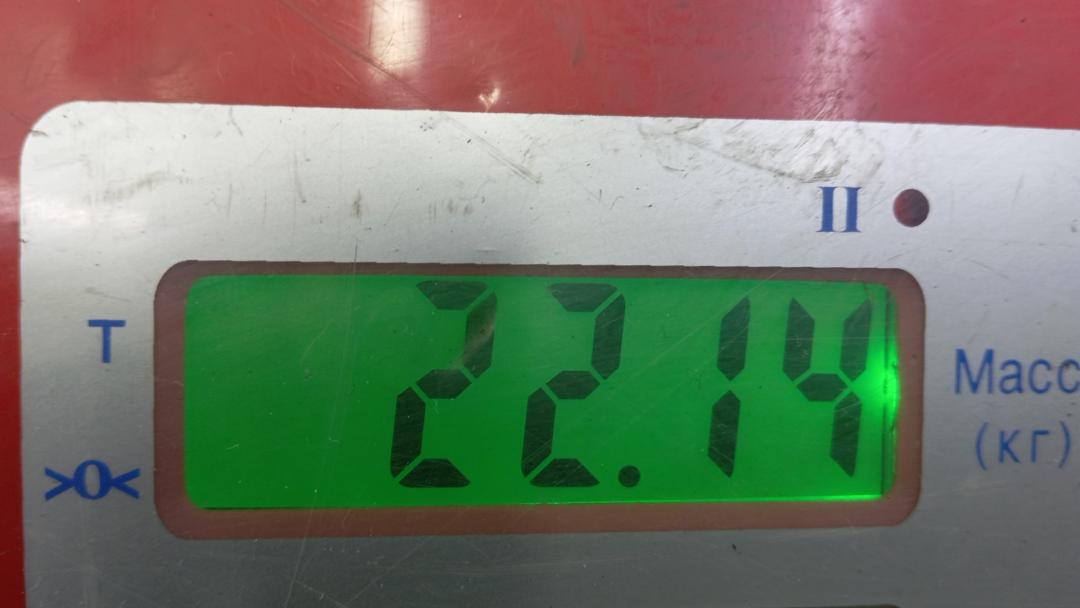 II
T
22.14
Масс
(кг)
>0<